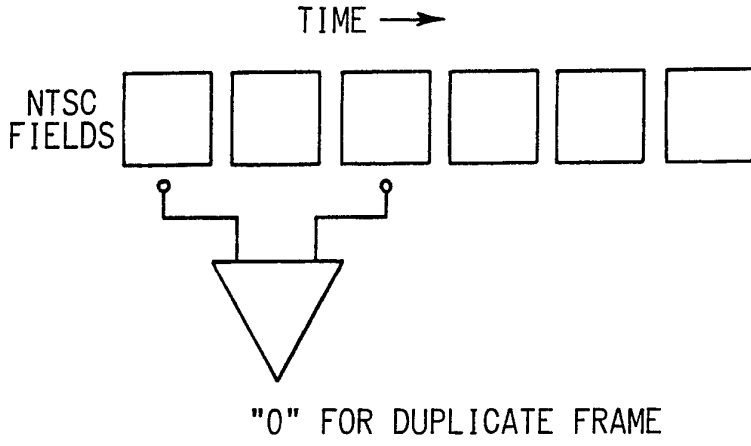 TIME
NTSC
FIELDS
"0" FOR DUPLICATE FRAME